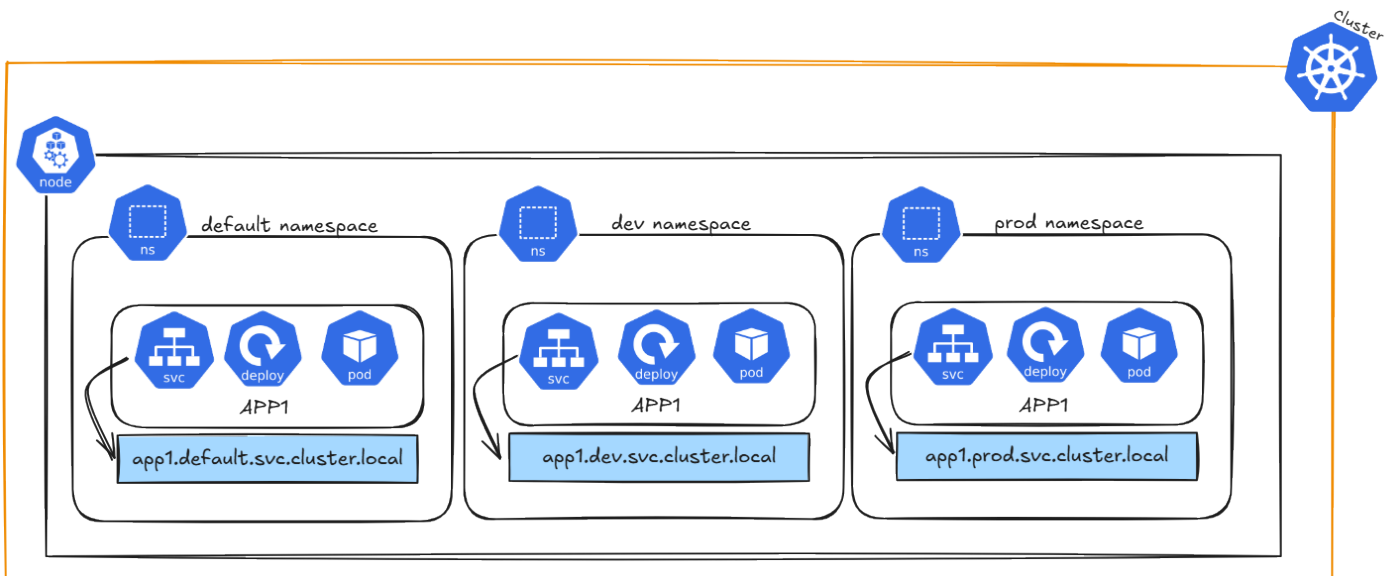 Cluster
node
ns
default namespace
ns
dev namespace
ns
prod namespace
svc
deploy
pod
APP1
svc
deploy
pod
APP1
svc
deploy
pod
APP1
app1.default.svc.cluster.local
app1.dev.svc.cluster.local
app1.prod.svc.cluster.local